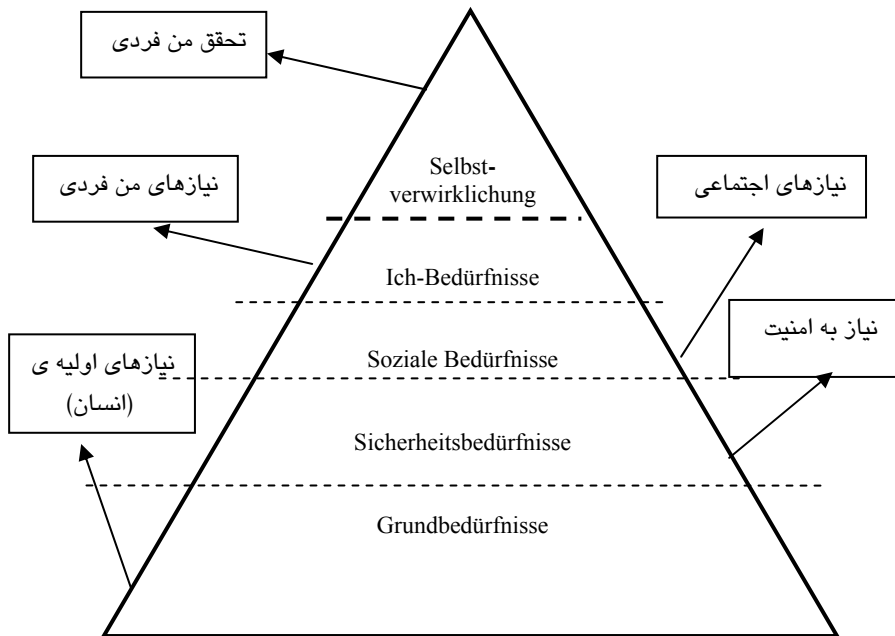 تحقق من فردی
Selbst-
verwirklichung
نیازهای من فردی
نیازهای اجتماعی
Ich-Bedürfnisse
نیاز به امنیت
نیازهای اولیه ی
(انسان)
Soziale Bedürfnisse
Sicherheitsbedürfnisse
Grundbedürfnisse